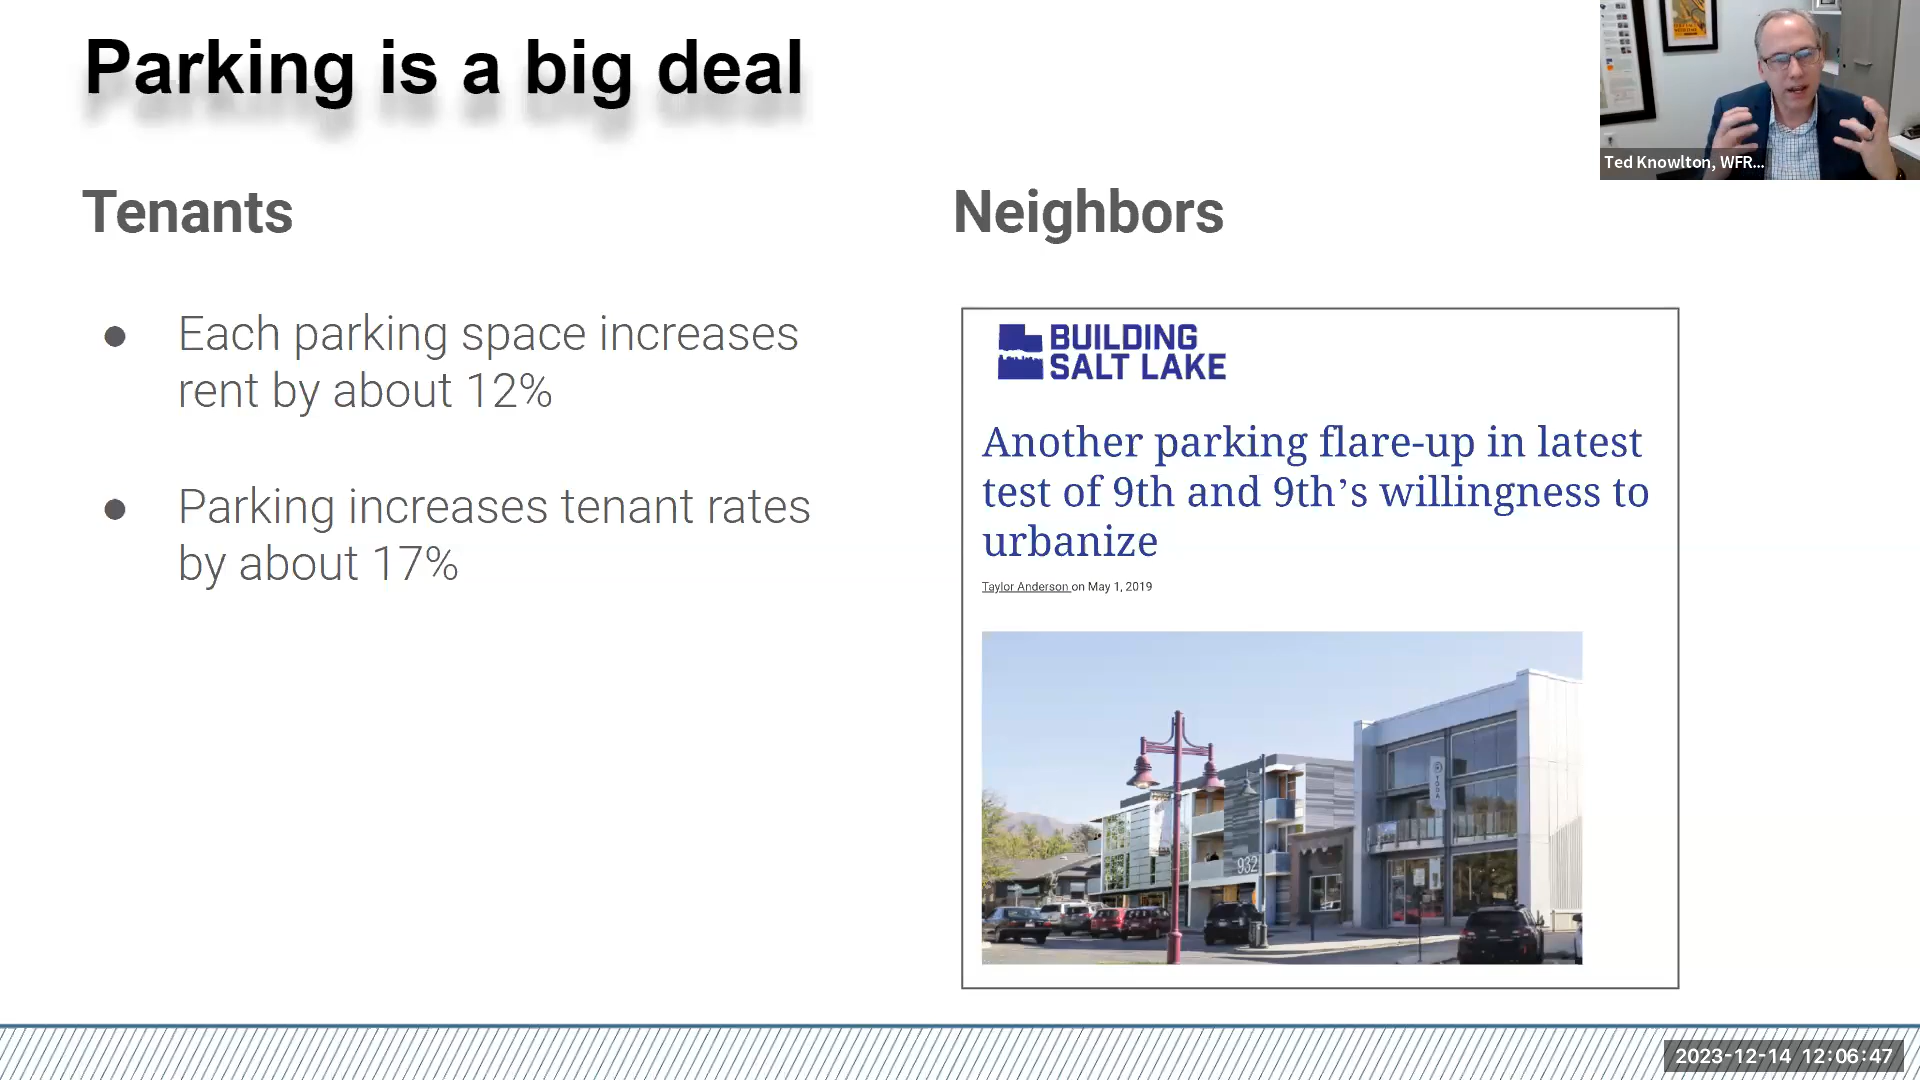 Parking is a big deal
Ted Knowlton, WFR...
Tenants
Neighbors
● Each parking space increases
rent by about 12%
● Parking increases tenant rates
by about 17%
BUILDING
SALT LAKE
Another parking flare-up in latest
test of 9th and 9th’s willingness to
urbanize
Taylor Anderson on May 1, 2019
932
YOGA
2023-12-14 12:06:47